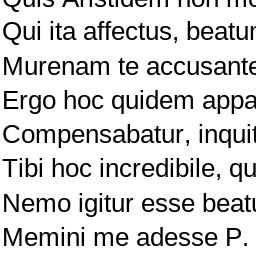 Quis Aristidem non mo
Qui ita affectus, beatum
Murenam te accusante
Ergo hoc quidem appa
Compensabatur, inquit
Tibi hoc incredibile, qu
Nemo igitur esse beatu
Memini me adesse P.